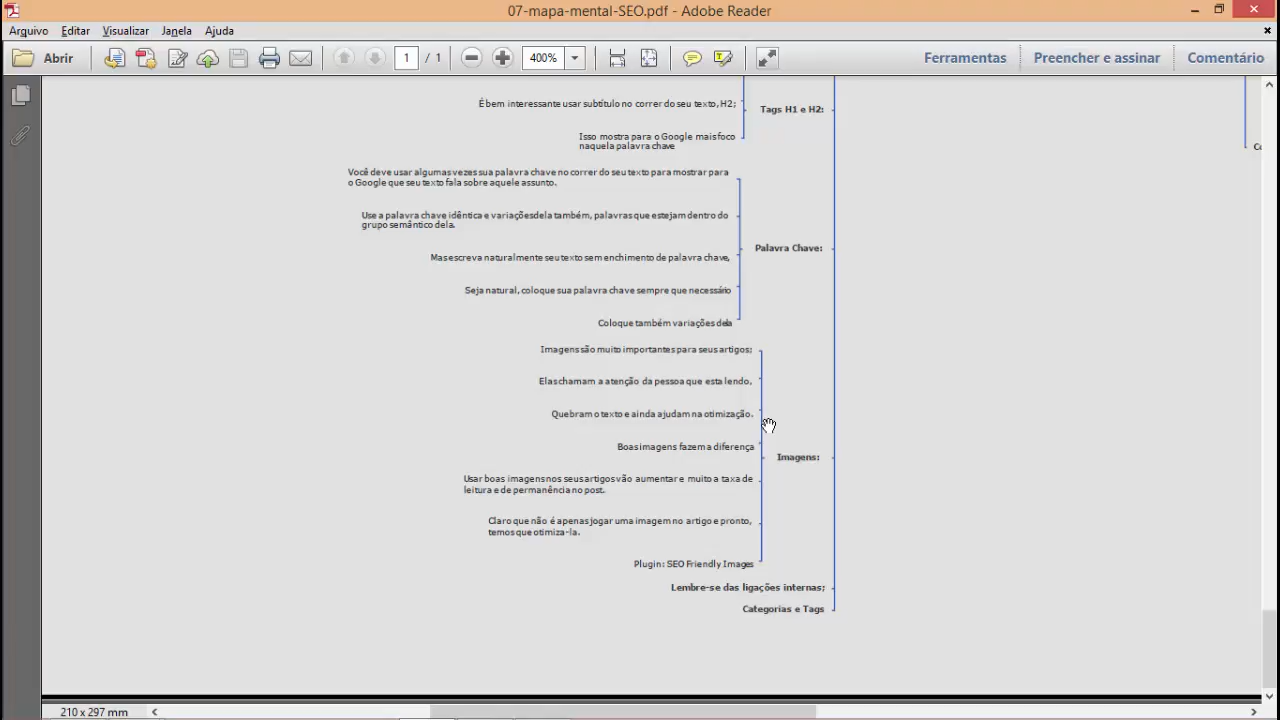 07-mapa-mental-SEO.pdf - Adobe Reader
Arquivo Editar Visualizar Janela Ajuda
Abrir 1 / 1 400% Ferramentas Preencher e assinar Comentário
É bem interessante usar subtítulo no correr do seu texto, H2;
Tags H1 e H2:
Isso mostra para o Google mais foco
naquela palavra chave
Você deve usar algumas vezes sua palavra chave no correr do seu texto para mostrar para
o Google que seu texto fala sobre aquele assunto.
Use a palavra chave idêntica e variações dela também, palavras que estejam dentro do
grupo semântico dela.
Palavra Chave:
Mas escreva naturalmente seu texto sem enchimento de palavra chave,
Seja natural, coloque sua palavra chave sempre que necessário
Coloque também variações dela
Imagens são muito importantes para seus artigos;
Elas chamam a atenção da pessoa que esta lendo,
Quebram o texto e ainda ajudam na otimização.
Boas imagens fazem a diferença
Imagens:
Usar boas imagens nos seus artigos vão aumentar e muito a taxa de
leitura e de permanência no post.
Claro que não é apenas jogar uma imagem no artigo e pronto,
temos que otimiza-la.
Plugin: SEO Friendly Images
Lembre-se das ligações internas;
Categorias e Tags
210 x 297 mm